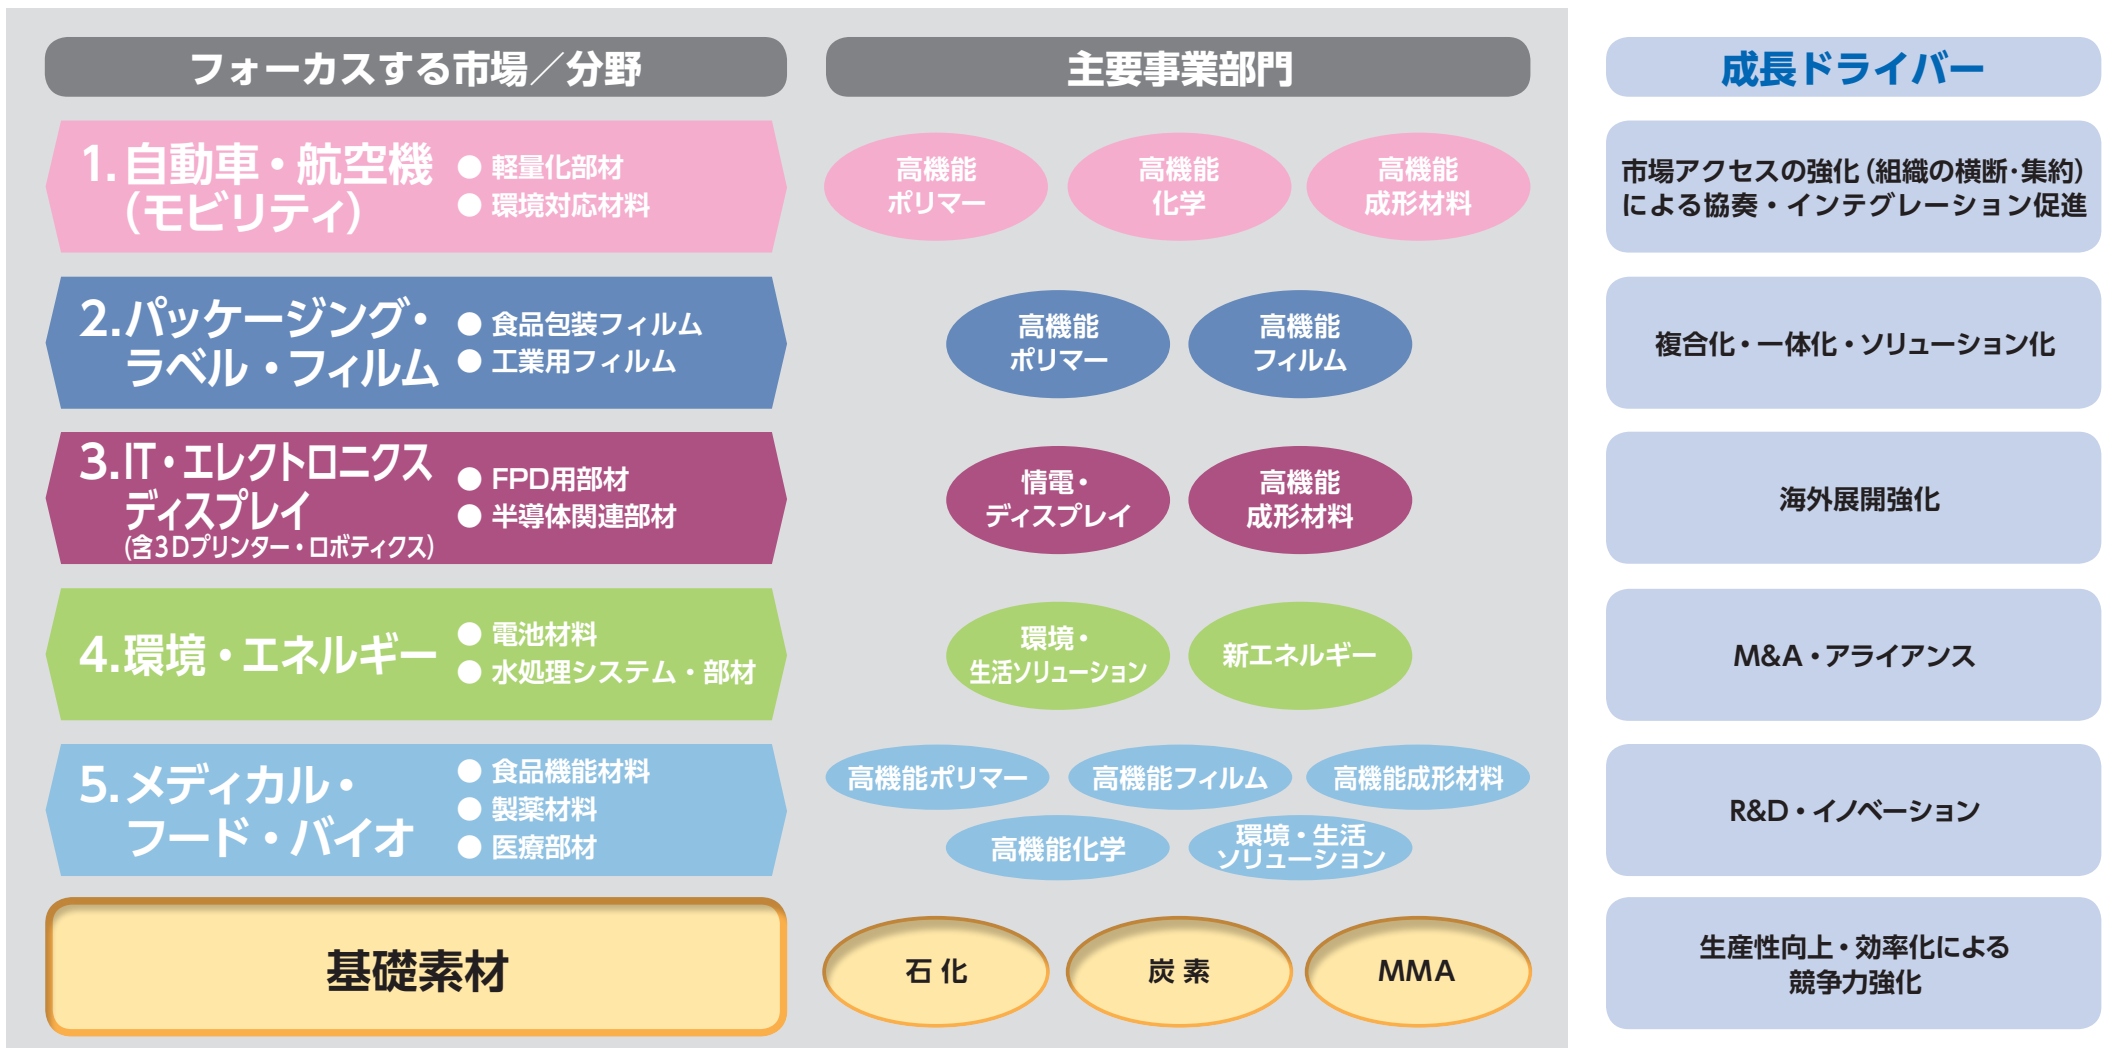 フォーカスする市場／分野
主要事業部門
成長ドライバー
1.自動車・航空機
（モビリティ）
● 軽量化部材
● 環境対応材料
高機能
ポリマー
高機能
化学
高機能
成形材料
市場アクセスの強化（組織の横断・集約）
による協奏・インテグレーション促進
2.パッケージング・
ラベル・フィルム
● 食品包装フィルム
● 工業用フィルム
高機能
ポリマー
高機能
フィルム
複合化・一体化・ソリューション化
3.IT・エレクトロニクス
ディスプレイ
(含3Dプリンター・ロボティクス)
● FPD用部材
● 半導体関連部材
情電・
ディスプレイ
高機能
成形材料
海外展開強化
4.環境・エネルギー
● 電池材料
● 水処理システム・部材
環境・
生活ソリューション
新エネルギー
M&A・アライアンス
5.メディカル・
フード・バイオ
● 食品機能材料
● 製薬材料
● 医療部材
高機能ポリマー
高機能フィルム
高機能成形材料
高機能化学
環境・生活
ソリューション
R&D・イノベーション
基礎素材
石 化
炭 素
MMA
生産性向上・効率化による
競争力強化